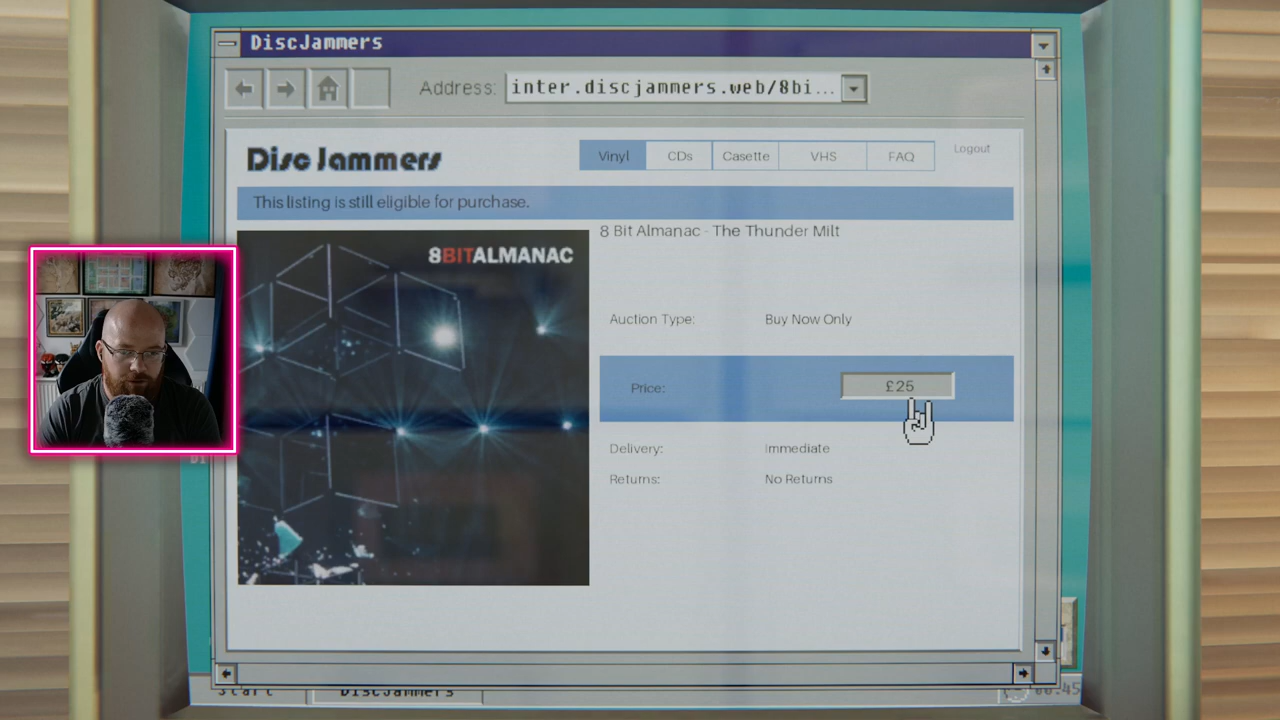 DiscJammers
Address: inter.discjammers.web/8bi...
Disc Jammers
Vinyl CDs Casette VHS FAQ Logout
This listing is still eligible for purchase.
8BITALMANAC
8 Bit Almanac - The Thunder Milt
Auction Type: Buy Now Only
Price: £25
Delivery: Immediate
Returns: No Returns
Start DiscJammers